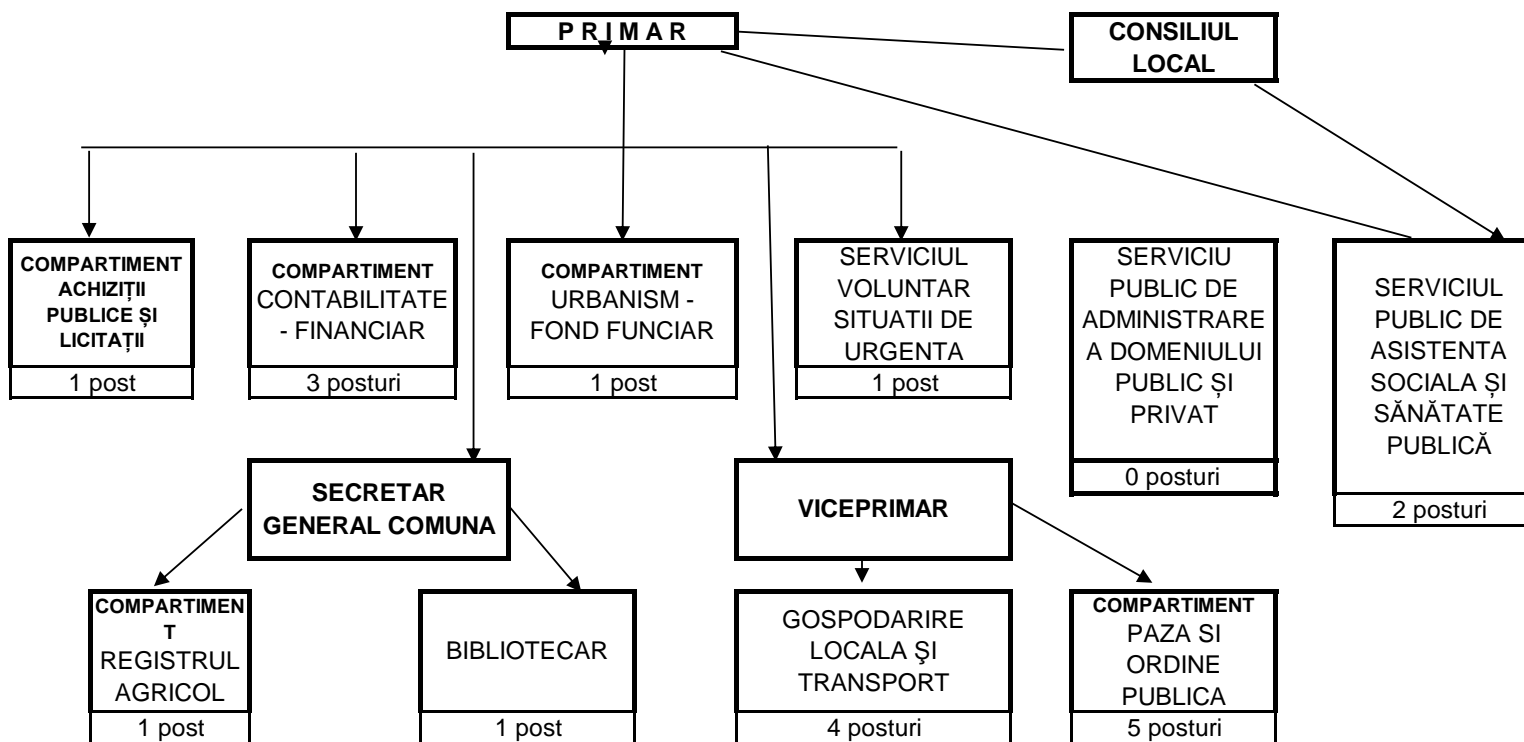 P R I M A R
CONSILIUL
LOCAL
COMPARTIMENT
ACHIZIȚII
PUBLICE ȘI
LICITAȚII
1 post
COMPARTIMENT
CONTABILITATE
- FINANCIAR
3 posturi
COMPARTIMENT
URBANISM -
FOND FUNCIAR
1 post
SERVICIUL
VOLUNTAR
SITUATII DE
URGENTA
1 post
SERVICIU
PUBLIC DE
ADMINISTRARE
A DOMENIULUI
PUBLIC ȘI
PRIVAT
0 posturi
SERVICIUL
PUBLIC DE
ASISTENTA
SOCIALA ȘI
SĂNĂTATE
PUBLICĂ
2 posturi
SECRETAR
GENERAL COMUNA
VICEPRIMAR
COMPARTIMEN
T
REGISTRUL
AGRICOL
1 post
BIBLIOTECAR
1 post
GOSPODARIRE
LOCALA ŞI
TRANSPORT
4 posturi
COMPARTIMENT
PAZA SI
ORDINE
PUBLICA
5 posturi